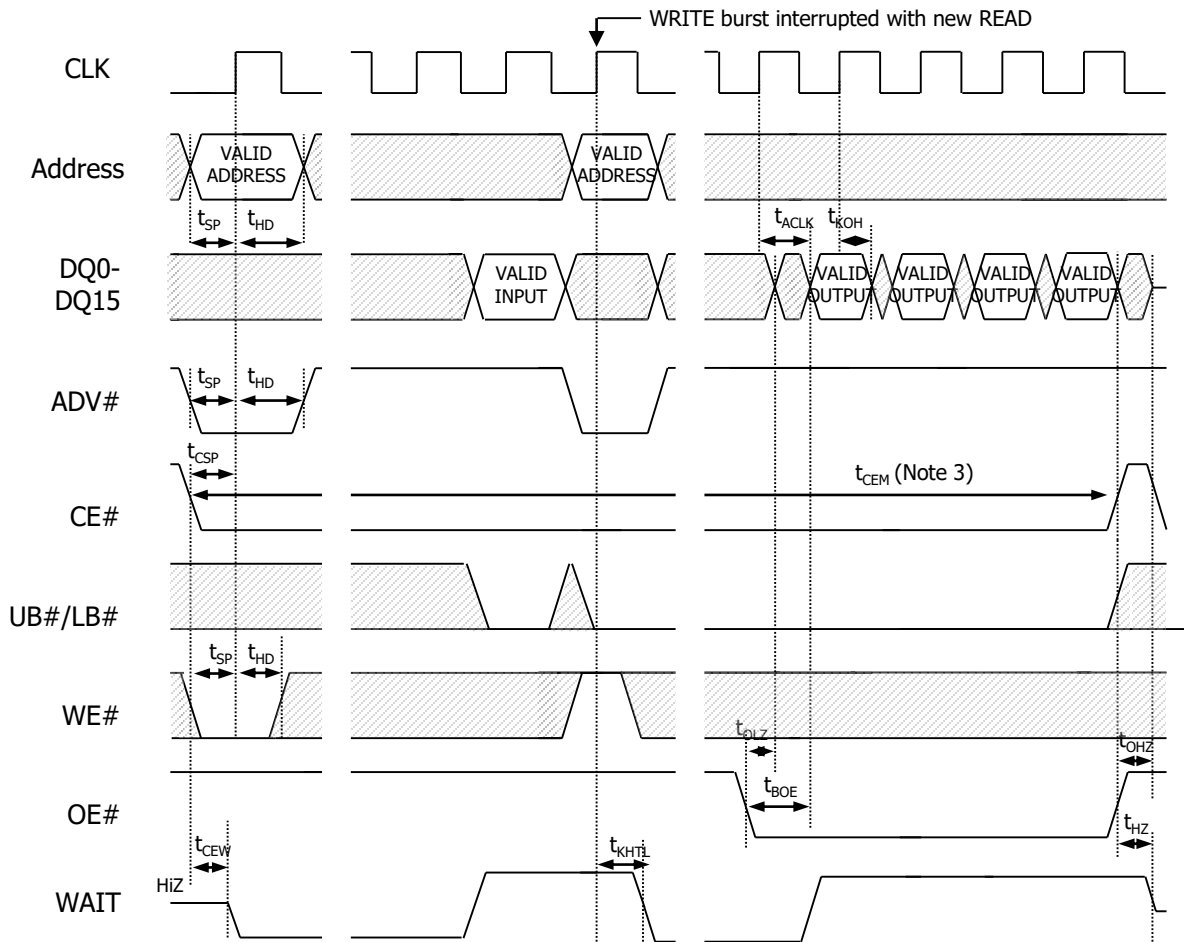 WRITE burst interrupted with new READ
CLK
Address
VALID
ADDRESS
VALID
ADDRESS
tSP
tHD
tACLK
tKOH
DQ0-
DQ15
VALID
INPUT
VALID
OUTPUT
VALID
OUTPUT
VALID
OUTPUT
VALID
OUTPUT
ADV#
tSP
tHD
tCSP
tCEM (Note 3)
CE#
UB#/LB#
tSP
tHD
WE#
tOLZ
tOHZ
OE#
tBOE
tHZ
tCEW
tKHTL
HiZ
WAIT